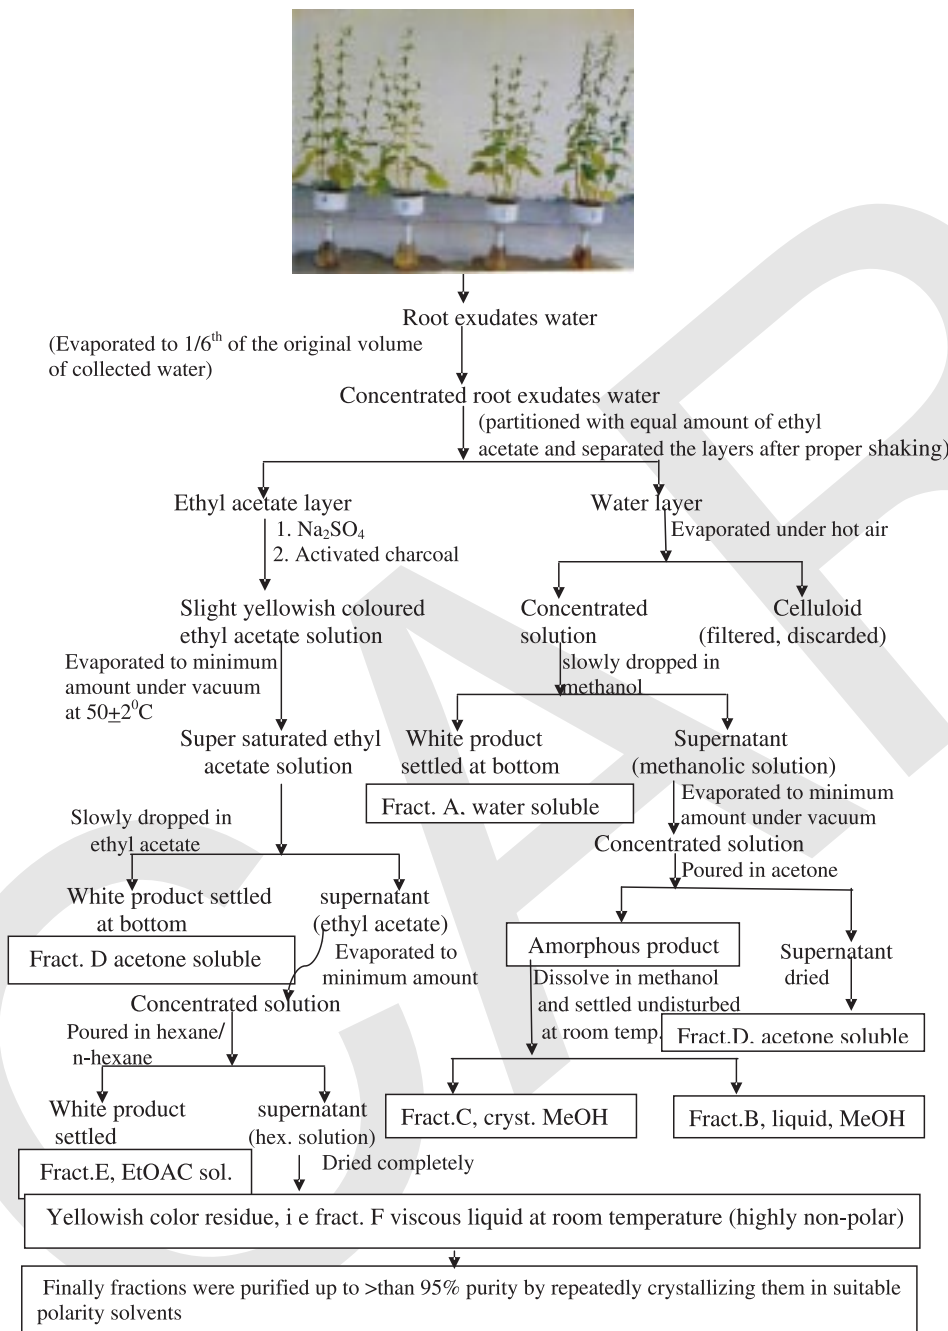 Root exudates water
(Evaporated to 1/6th of the original volume
of collected water)
Concentrated root exudates water
(partitioned with equal amount of ethyl
acetate and separated the layers after proper shaking)
Ethyl acetate layer
1. Na₂SO₄
2. Activated charcoal
Water layer
Evaporated under hot air
Slight yellowish coloured
ethyl acetate solution
Concentrated
solution
Celluloid
(filtered, discarded)
Evaporated to minimum
amount under vacuum
at 50±2⁰C
slowly dropped in
methanol
Super saturated ethyl
acetate solution
White product
settled at bottom
Fract. A, water soluble
Supernatant
(methanolic solution)
Evaporated to minimum
amount under vacuum
Concentrated solution
Poured in acetone
Slowly dropped in
ethyl acetate
White product settled
at bottom
Fract. D acetone soluble
supernatant
(ethyl acetate)
Evaporated to
minimum amount
Amorphous product
Dissolve in methanol
and settled undisturbed
at room temp.
Supernatant
dried
Fract.D, acetone soluble
Concentrated solution
Poured in hexane/
n-hexane
White product
settled
Fract.E, EtOAC sol.
supernatant
(hex. solution)
Dried completely
Fract.C, cryst. MeOH
Fract.B, liquid, MeOH
Yellowish color residue, i e fract. F viscous liquid at room temperature (highly non-polar)
Finally fractions were purified up to >than 95% purity by repeatedly crystallizing them in suitable
polarity solvents